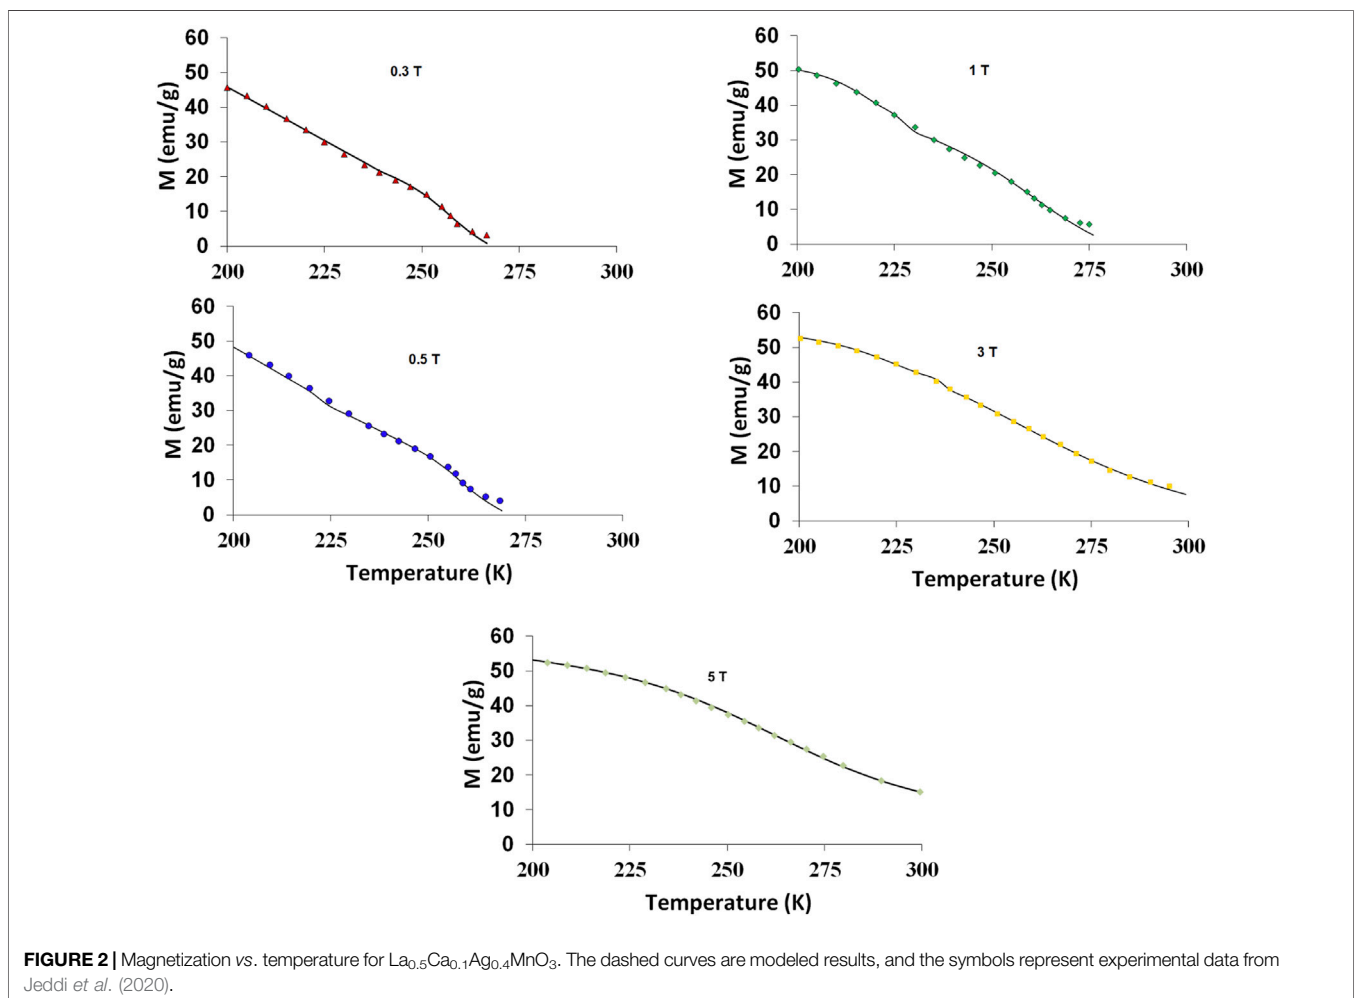 60
50
40
30
20
10
0
M (emu/g)
0.3 T
200 225 250 275 300
60
50
40
30
20
10
0
M (emu/g)
1 T
200 225 250 275 300
60
50
40
30
20
10
0
M (emu/g)
0.5 T
200 225 250 275 300
Temperature (K)
60
50
40
30
20
10
0
M (emu/g)
3 T
200 225 250 275 300
Temperature (K)
60
50
40
30
20
10
0
M (emu/g)
5 T
200 225 250 275 300
Temperature (K)
FIGURE 2 | Magnetization vs. temperature for La0.5Ca0.1Ag0.4MnO3. The dashed curves are modeled results, and the symbols represent experimental data from
Jeddi et al. (2020).